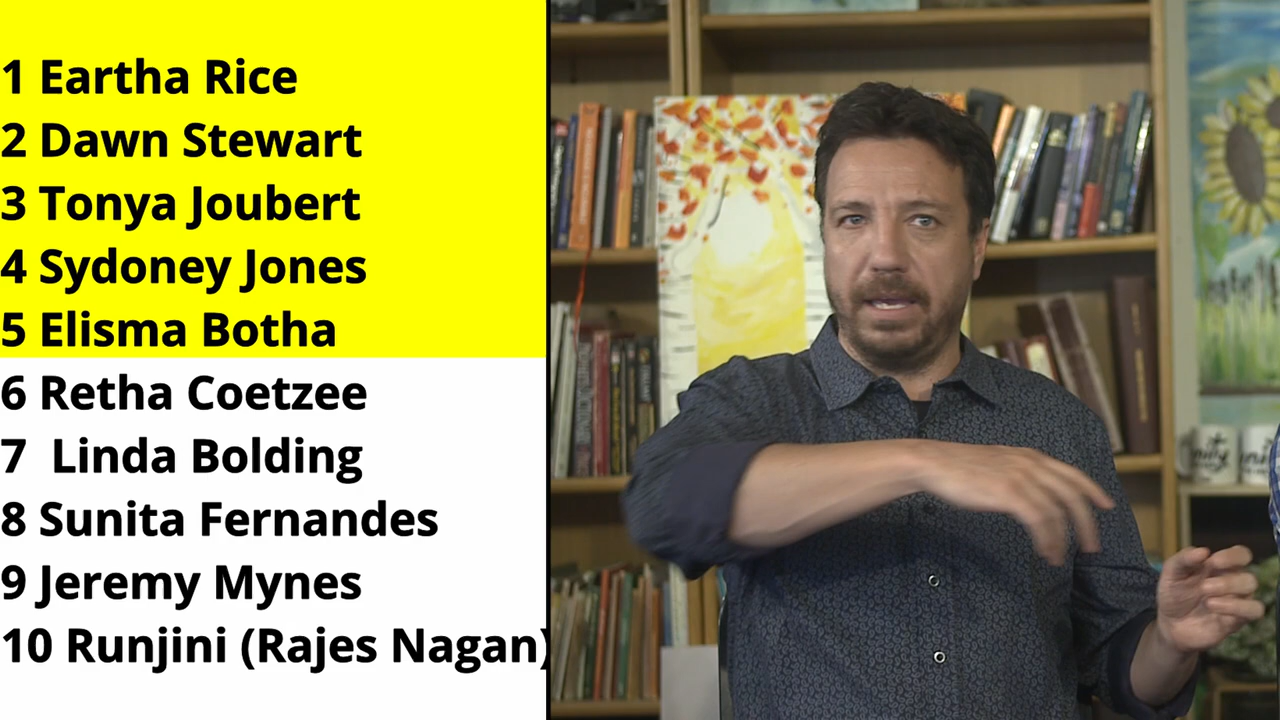 1 Eartha Rice
2 Dawn Stewart
3 Tonya Joubert
4 Sydoney Jones
5 Elisma Botha
6 Retha Coetzee
7 Linda Bolding
8 Sunita Fernandes
9 Jeremy Mynes
10 Runjini (Rajes Nagan)